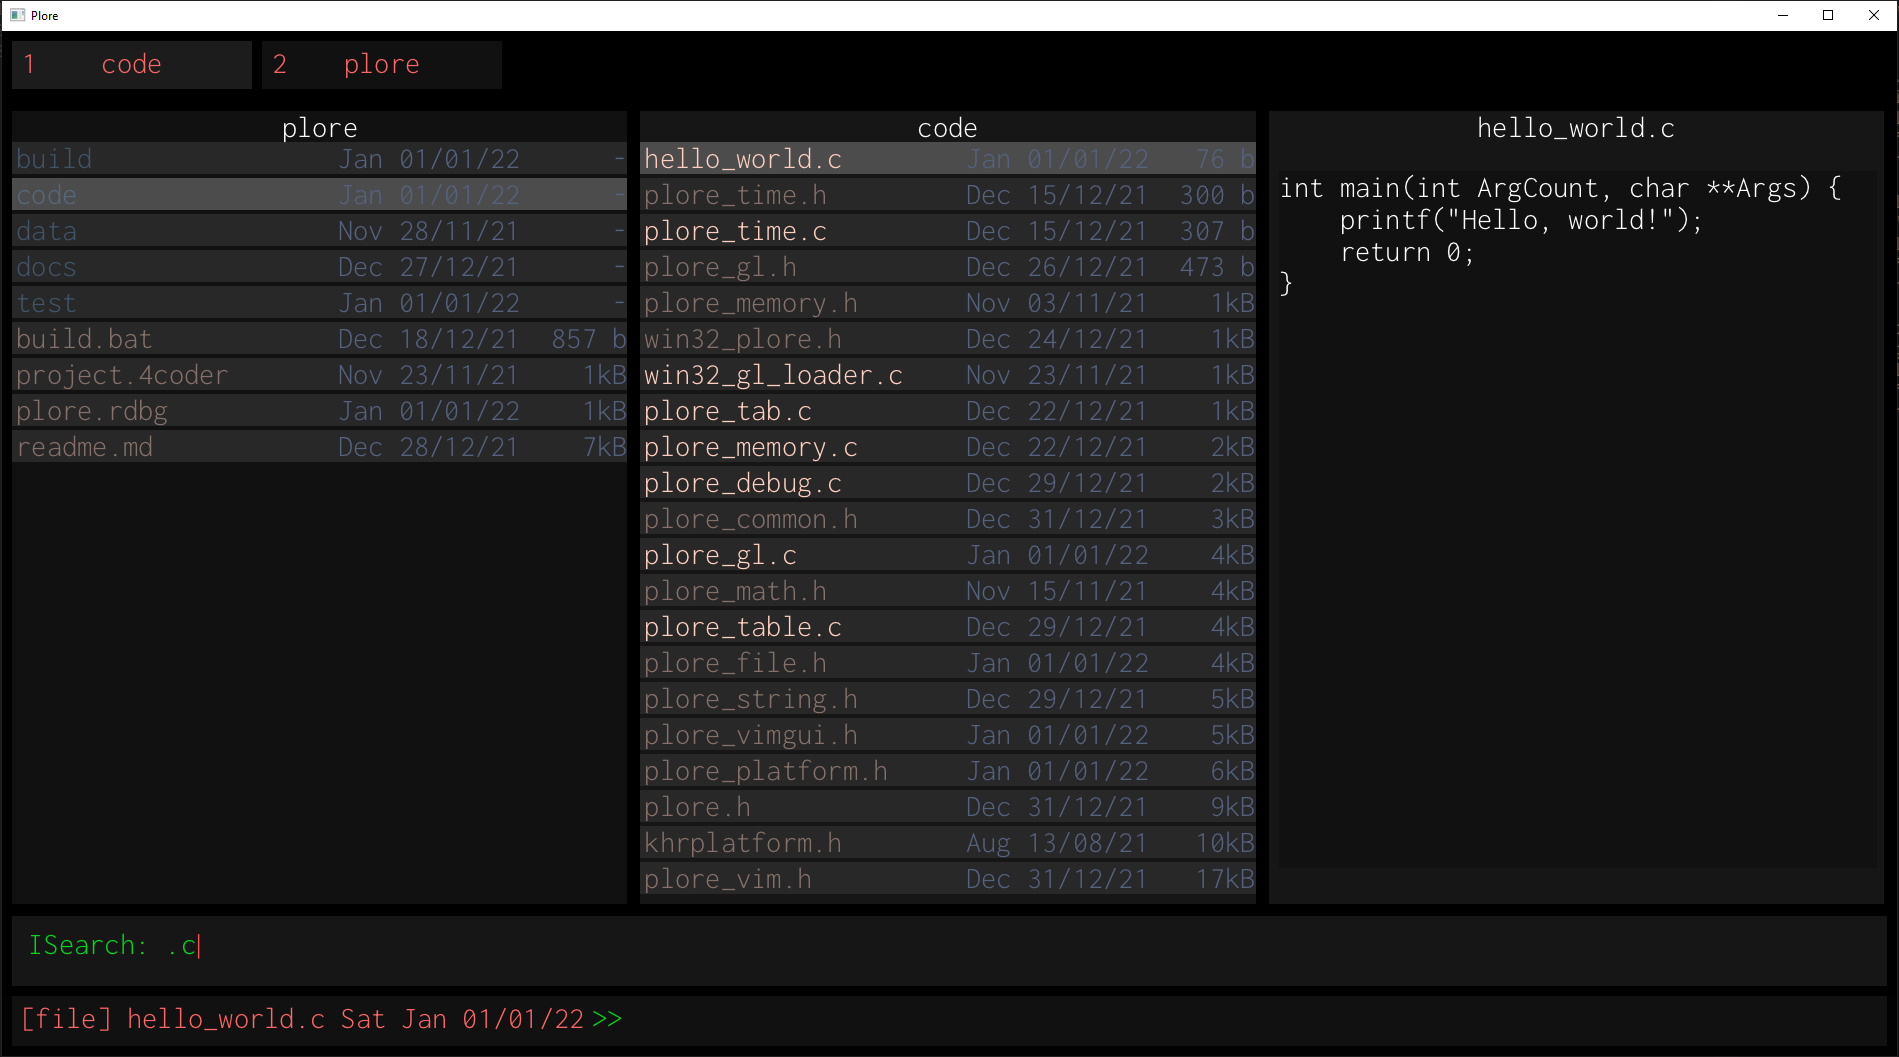 Plore
1 code 2 plore
plore
build Jan 01/01/22 -
code Jan 01/01/22 -
data Nov 28/11/21 -
docs Dec 27/12/21 -
test Jan 01/01/22 -
build.bat Dec 18/12/21 857 b
project.4coder Nov 23/11/21 1kB
plore.rdbg Jan 01/01/22 1kB
readme.md Dec 28/12/21 7kB
code
hello_world.c Jan 01/01/22 76 b
plore_time.h Dec 15/12/21 300 b
plore_time.c Dec 15/12/21 307 b
plore_gl.h Dec 26/12/21 473 b
plore_memory.h Nov 03/11/21 1kB
win32_plore.h Dec 24/12/21 1kB
win32_gl_loader.c Nov 23/11/21 1kB
plore_tab.c Dec 22/12/21 1kB
plore_memory.c Dec 22/12/21 2kB
plore_debug.c Dec 29/12/21 2kB
plore_common.h Dec 31/12/21 3kB
plore_gl.c Jan 01/01/22 4kB
plore_math.h Nov 15/11/21 4kB
plore_table.c Dec 29/12/21 4kB
plore_file.h Jan 01/01/22 4kB
plore_string.h Dec 29/12/21 5kB
plore_vimgui.h Jan 01/01/22 5kB
plore_platform.h Jan 01/01/22 6kB
plore.h Dec 31/12/21 9kB
khrplatform.h Aug 13/08/21 10kB
plore_vim.h Dec 31/12/21 17kB
hello_world.c
int main(int ArgCount, char **Args) {
    printf("Hello, world!");
    return 0;
}
ISearch: .c
[file] hello_world.c Sat Jan 01/01/22 >>